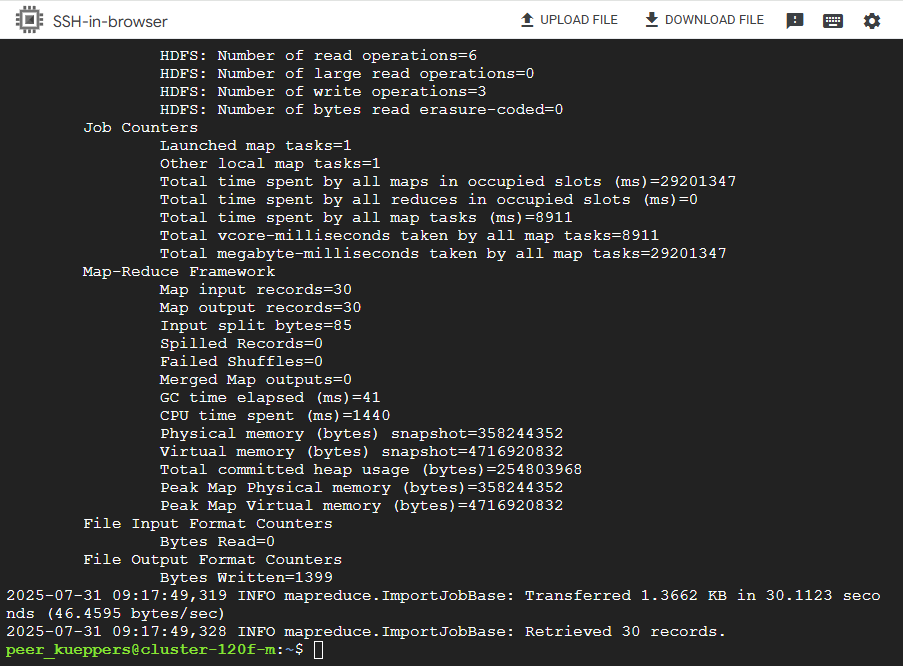 SSH-in-browser
UPLOAD FILE
DOWNLOAD FILE
HDFS: Number of read operations=6
HDFS: Number of large read operations=0
HDFS: Number of write operations=3
HDFS: Number of bytes read erasure-coded=0
Job Counters
Launched map tasks=1
Other local map tasks=1
Total time spent by all maps in occupied slots (ms)=29201347
Total time spent by all reduces in occupied slots (ms)=0
Total time spent by all map tasks (ms)=8911
Total vcore-milliseconds taken by all map tasks=8911
Total megabyte-milliseconds taken by all map tasks=29201347
Map-Reduce Framework
Map input records=30
Map output records=30
Input split bytes=85
Spilled Records=0
Failed Shuffles=0
Merged Map outputs=0
GC time elapsed (ms)=41
CPU time spent (ms)=1440
Physical memory (bytes) snapshot=358244352
Virtual memory (bytes) snapshot=4716920832
Total committed heap usage (bytes)=254803968
Peak Map Physical memory (bytes)=358244352
Peak Map Virtual memory (bytes)=4716920832
File Input Format Counters
Bytes Read=0
File Output Format Counters
Bytes Written=1399
2025-07-31 09:17:49,319 INFO mapreduce.ImportJobBase: Transferred 1.3662 KB in 30.1123 seco
nds (46.4595 bytes/sec)
2025-07-31 09:17:49,328 INFO mapreduce.ImportJobBase: Retrieved 30 records.
peer_kueppers@cluster-120f-m:~$